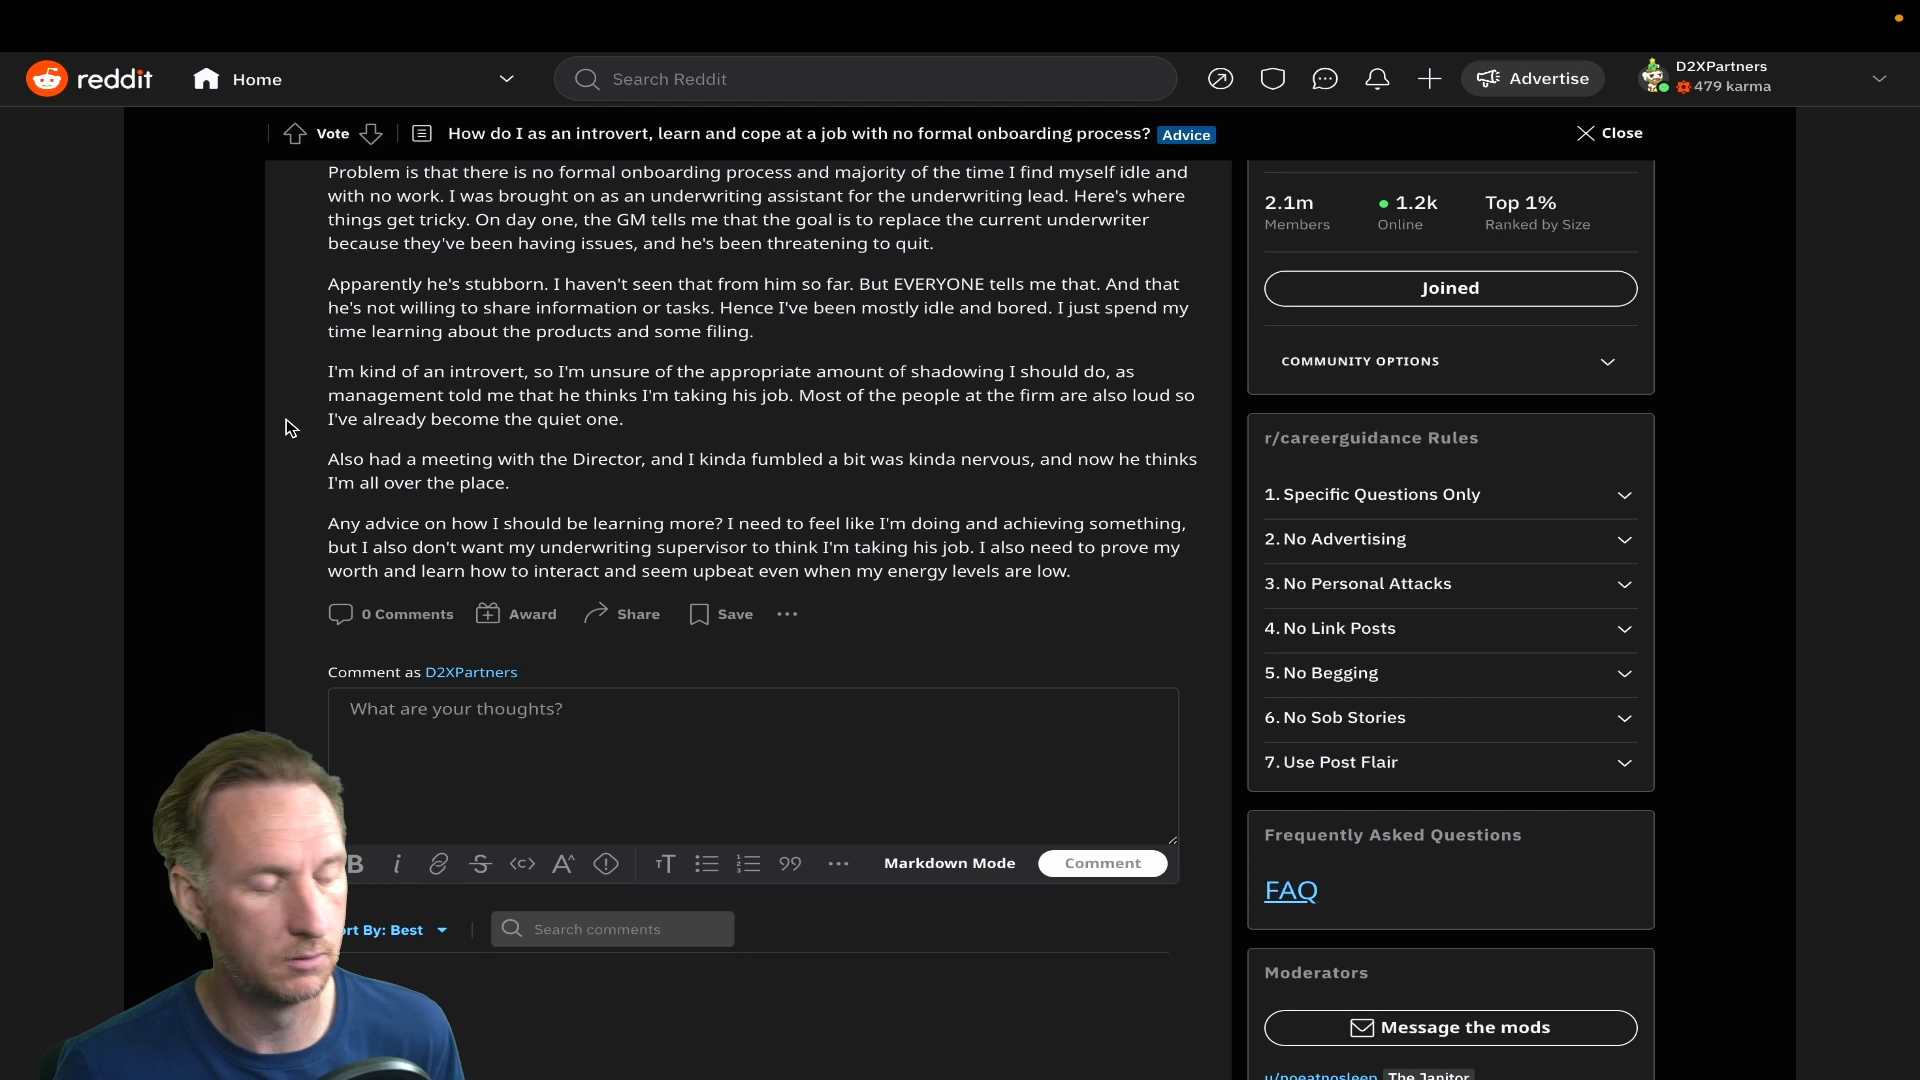 reddit
Home
Search Reddit
Advertise
D2XPartners
479 karma
Vote
How do I as an introvert, learn and cope at a job with no formal onboarding process?
Advice
Close
Problem is that there is no formal onboarding process and majority of the time I find myself idle and
with no work. I was brought on as an underwriting assistant for the underwriting lead. Here's where
things get tricky. On day one, the GM tells me that the goal is to replace the current underwriter
because they've been having issues, and he's been threatening to quit.
Apparently he's stubborn. I haven't seen that from him so far. But EVERYONE tells me that. And that
he's not willing to share information or tasks. Hence I've been mostly idle and bored. I just spend my
time learning about the products and some filing.
I'm kind of an introvert, so I'm unsure of the appropriate amount of shadowing I should do, as
management told me that he thinks I'm taking his job. Most of the people at the firm are also loud so
I've already become the quiet one.
Also had a meeting with the Director, and I kinda fumbled a bit was kinda nervous, and now he thinks
I'm all over the place.
Any advice on how I should be learning more? I need to feel like I'm doing and achieving something,
but I also don't want my underwriting supervisor to think I'm taking his job. I also need to prove my
worth and learn how to interact and seem upbeat even when my energy levels are low.
0 Comments
Award
Share
Save
Comment as D2XPartners
What are your thoughts?
B i
Markdown Mode
Comment
ort By: Best
Search comments
2.1m
Members
1.2k
Online
Top 1%
Ranked by Size
Joined
COMMUNITY OPTIONS
r/careerguidance Rules
1. Specific Questions Only
2. No Advertising
3. No Personal Attacks
4. No Link Posts
5. No Begging
6. No Sob Stories
7. Use Post Flair
Frequently Asked Questions
FAQ
Moderators
Message the mods
u/noeatnosleep The Janitor